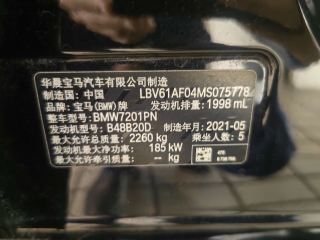 华晨宝马汽车有限公司制造
制造国：中国 LBV61AF04MS075778
品牌：宝马(BMW)牌 发动机排量：1998 mL
整车型号：BMW7201PN
发动机型号：B48B20D 制造年月：2021-05
最大允许总质量：2260 kg 乘坐人数：5
发动机最大净功率：185 kW
最大允许牵引质量：—— kg